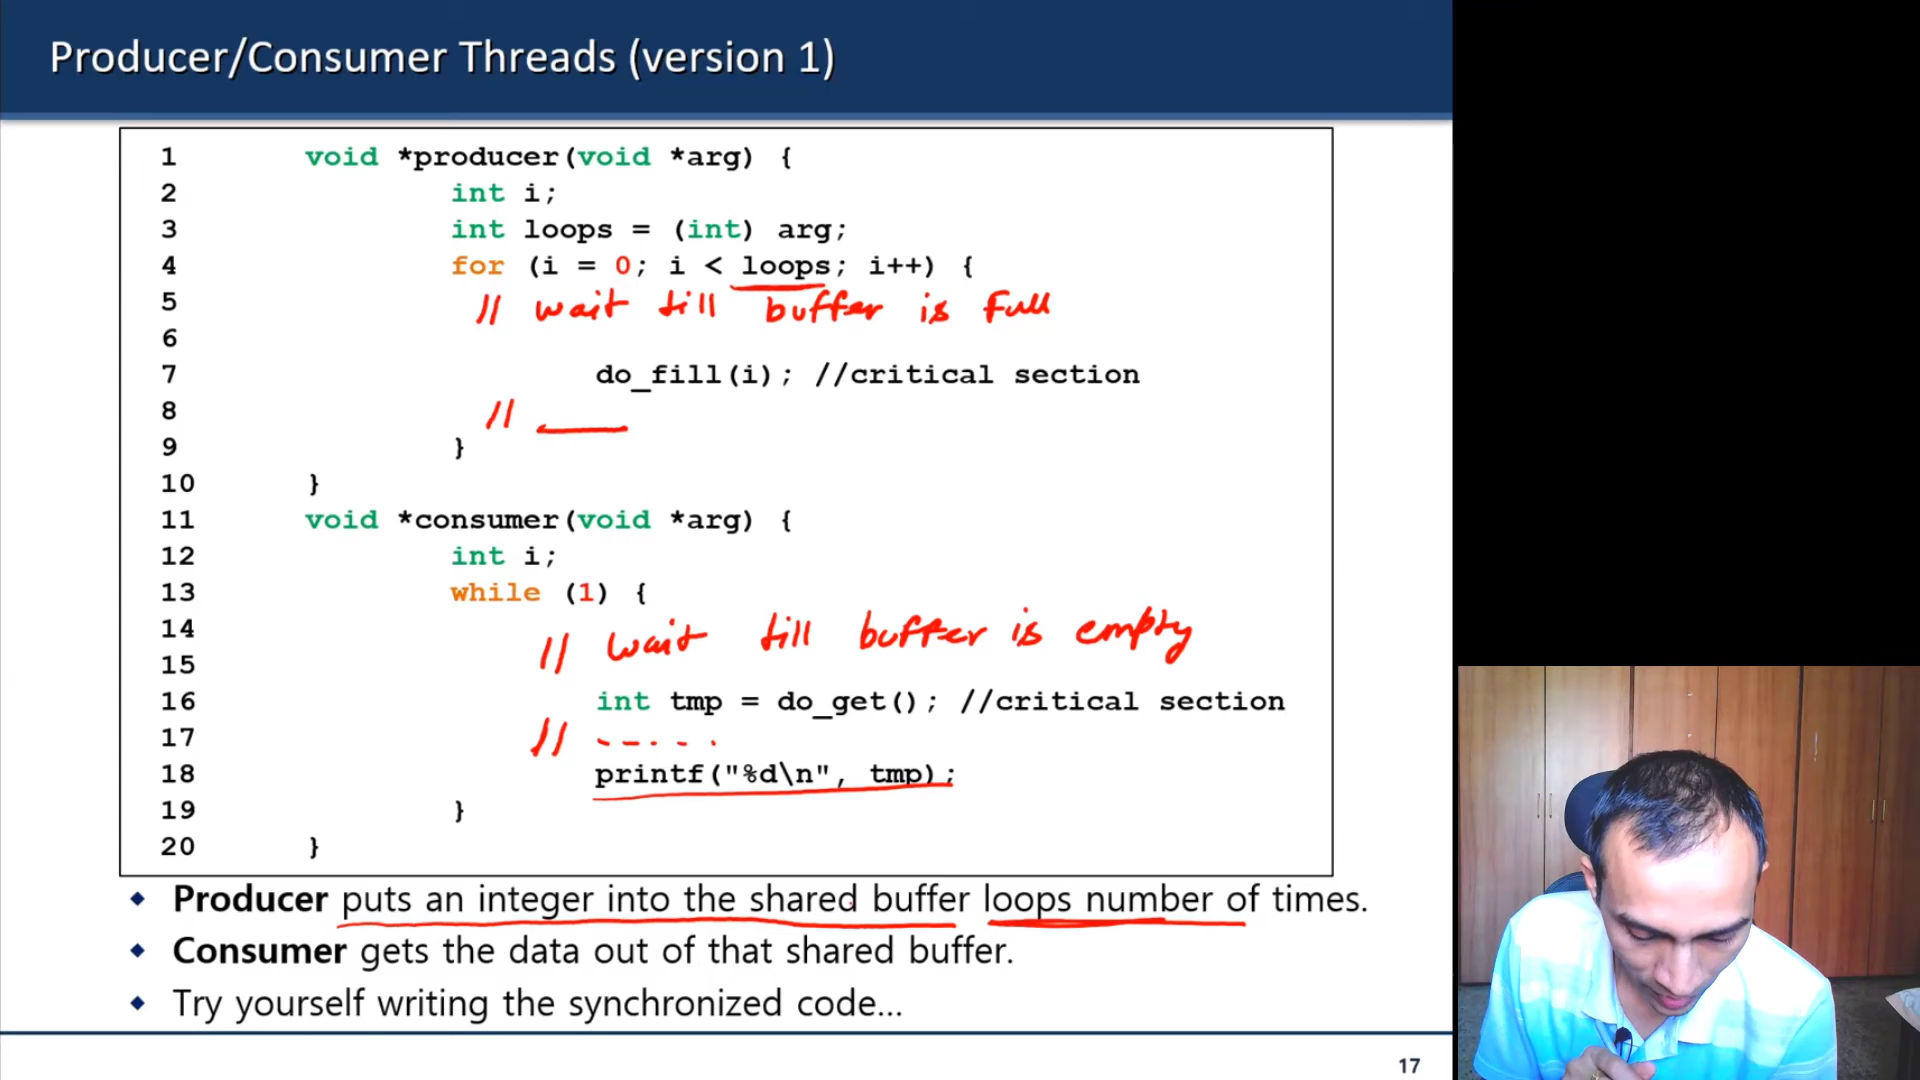 Producer/Consumer Threads (version 1)
1 void *producer(void *arg) {
2 int i;
3 int loops = (int) arg;
4 for (i = 0; i < loops; i++) {
5 // wait till buffer is full
6
7 do_fill(i); //critical section
8 //
9 }
10 }
11 void *consumer(void *arg) {
12 int i;
13 while (1) {
14 // wait till buffer is empty
15
16 int tmp = do_get(); //critical section
17 //
18 printf("%d\n", tmp);
19 }
20 }
◆ Producer puts an integer into the shared buffer loops number of times.
◆ Consumer gets the data out of that shared buffer.
◆ Try yourself writing the synchronized code...
17